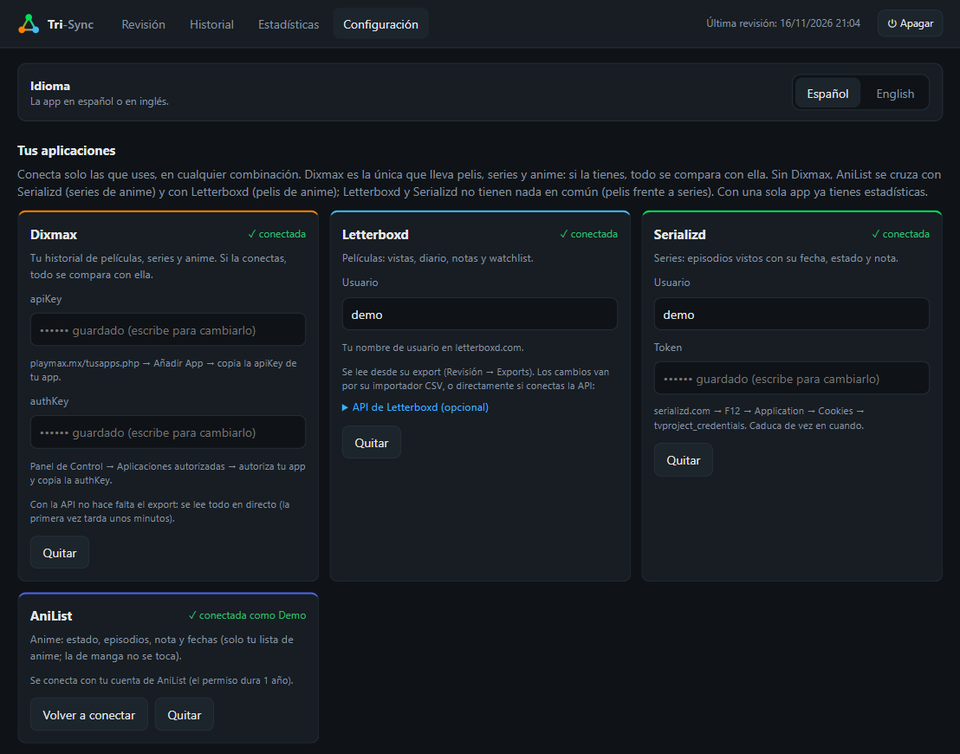 Tri-Sync
Revisión
Historial
Estadísticas
Configuración
Última revisión: 16/11/2026 21:04
Apagar
Idioma
La app en español o en inglés.
Español
English
Tus aplicaciones
Conecta solo las que uses, en cualquier combinación. Dixmax es la única que lleva pelis, series y anime: si la tienes, todo se compara con ella. Sin Dixmax, AniList se cruza con
Serializd (series de anime) y con Letterboxd (pelis de anime); Letterboxd y Serializd no tienen nada en común (pelis frente a series). Con una sola app ya tienes estadísticas.
Dixmax
✓ conectada
Tu historial de películas, series y anime. Si la conectas,
todo se compara con ella.
apiKey
•••••• guardado (escribe para cambiarlo)
playmax.mx/tusapps.php → Añadir App → copia la apiKey de
tu app.
authKey
•••••• guardado (escribe para cambiarlo)
Panel de Control → Aplicaciones autorizadas → autoriza tu app
y copia la authKey.
Con la API no hace falta el export: se lee todo en directo (la
primera vez tarda unos minutos).
Quitar
Letterboxd
✓ conectada
Películas: vistas, diario, notas y watchlist.
Usuario
demo
Tu nombre de usuario en letterboxd.com.
Se lee desde su export (Revisión → Exports). Los cambios van
por su importador CSV, o directamente si conectas la API:
▶ API de Letterboxd (opcional)
Quitar
Serializd
✓ conectada
Series: episodios vistos con su fecha, estado y nota.
Usuario
demo
Token
•••••• guardado (escribe para cambiarlo)
serializd.com → F12 → Application → Cookies →
tvproject_credentials. Caduca de vez en cuando.
Quitar
AniList
✓ conectada como Demo
Anime: estado, episodios, nota y fechas (solo tu lista de
anime; la de manga no se toca).
Se conecta con tu cuenta de AniList (el permiso dura 1 año).
Volver a conectar
Quitar